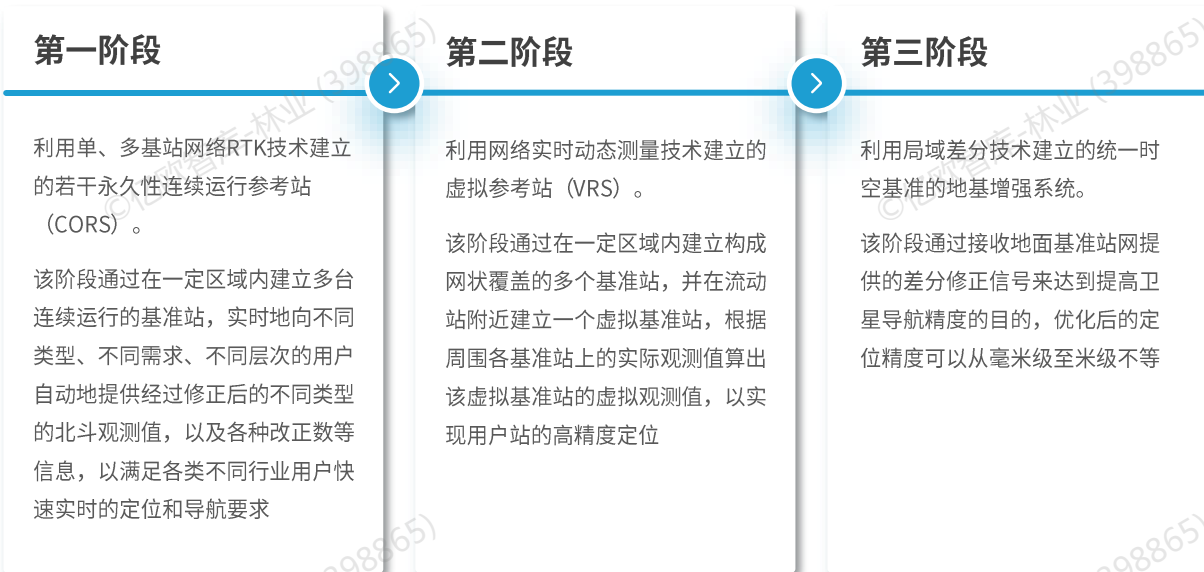 第一阶段
利用单、多基站网络RTK技术建立
的若干永久性连续运行参考站
（CORS）。
该阶段通过在一定区域内建立多台
连续运行的基准站，实时地向不同
类型、不同需求、不同层次的用户
自动地提供经过修正后的不同类型
的北斗观测值，以及各种改正数等
信息，以满足各类不同行业用户快
速实时的定位和导航要求
第二阶段
利用网络实时动态测量技术建立的
虚拟参考站（VRS）。
该阶段通过在一定区域内建立构成
网状覆盖的多个基准站，并在流动
站附近建立一个虚拟基准站，根据
周围各基准站上的实际观测值算出
该虚拟基准站的虚拟观测值，以实
现用户站的高精度定位
第三阶段
利用局域差分技术建立的统一时
空基准的地基增强系统。
该阶段通过接收地面基准站网提
供的差分修正信号来达到提高卫
星导航精度的目的，优化后的定
位精度可以从毫米级至米级不等
©亿欧智库-林业 (398865)
©亿欧智库-林业 (398865)
398865)
398865)